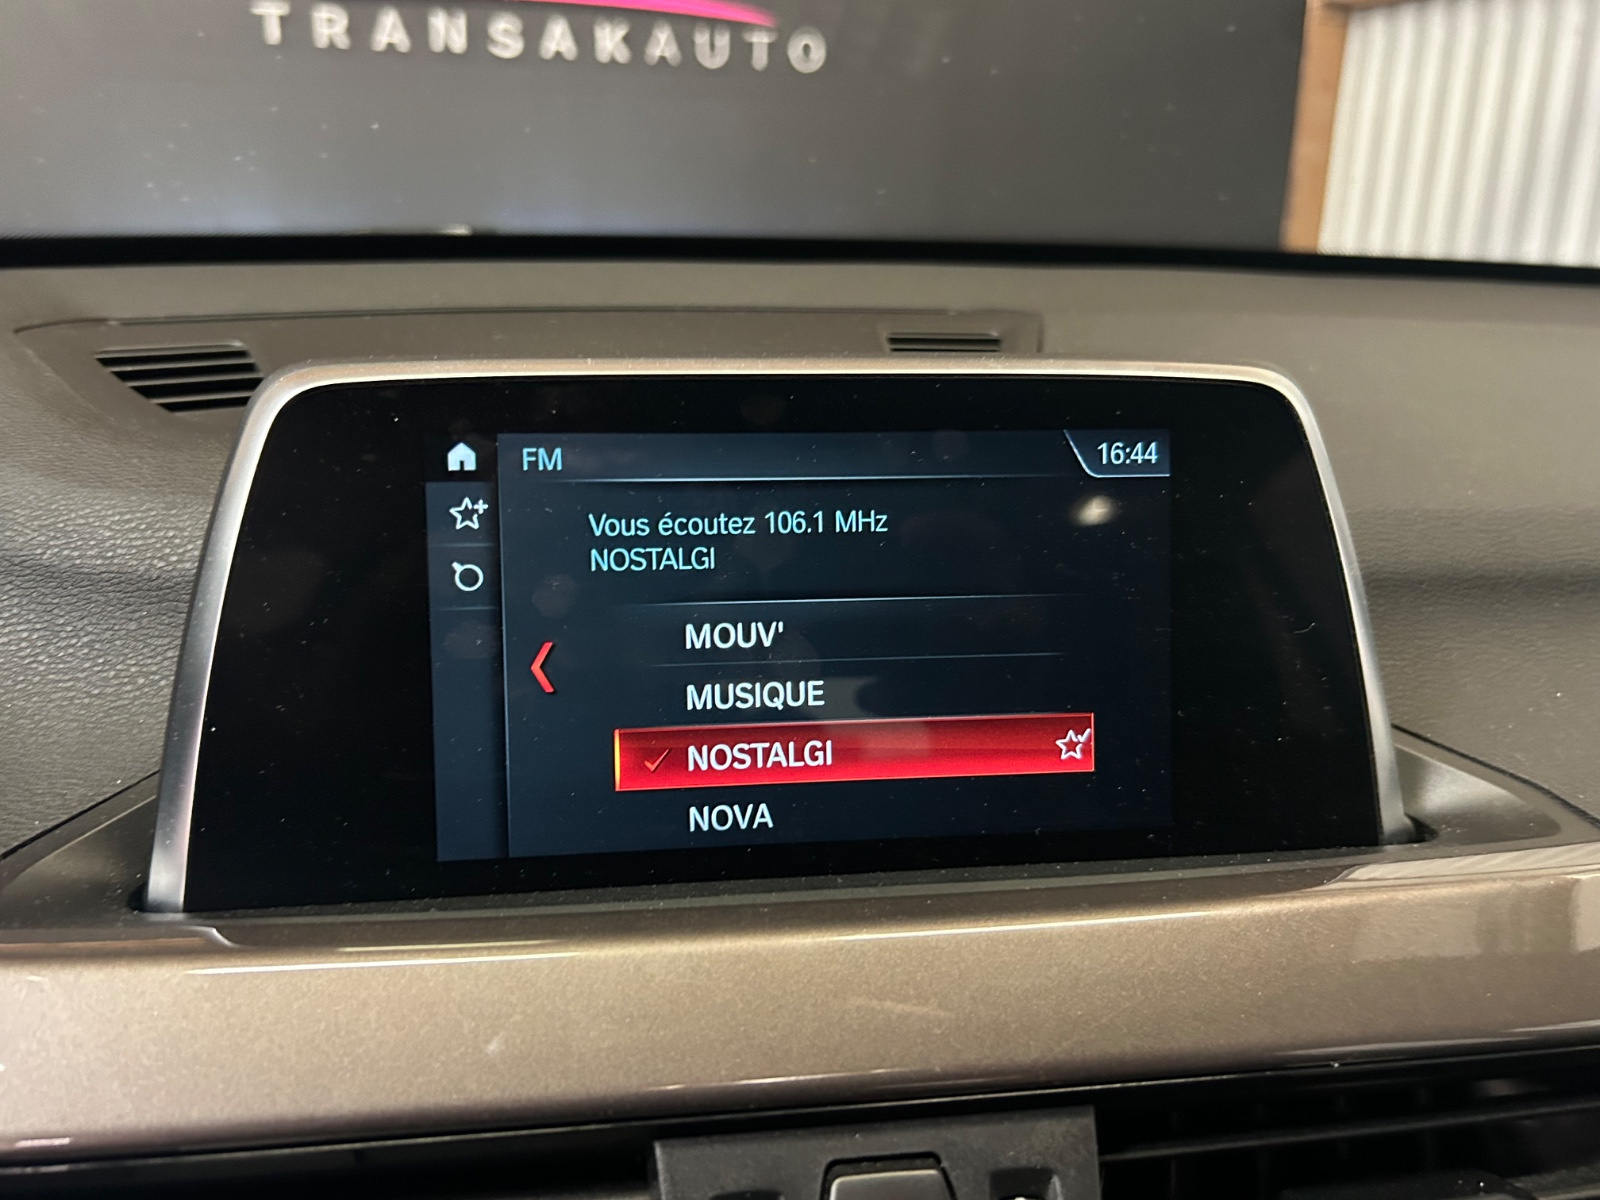 TRANSAKAUTO
FM
16:44
Vous écoutez 106.1 MHz
NOSTALGI
MOUV'
MUSIQUE
NOSTALGI
NOVA